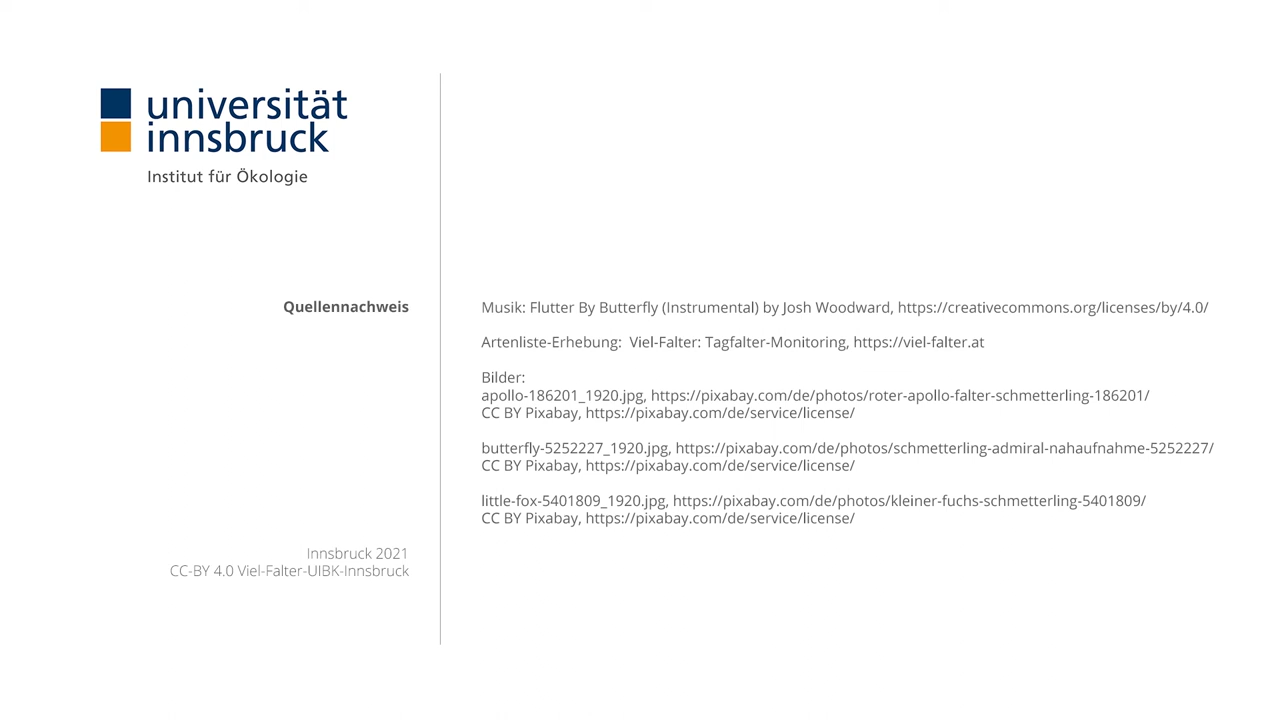 universität
innsbruck
Institut für Ökologie
Quellennachweis
Musik: Flutter By Butterfly (Instrumental) by Josh Woodward, https://creativecommons.org/licenses/by/4.0/
Artenliste-Erhebung:  Viel-Falter: Tagfalter-Monitoring, https://viel-falter.at
Bilder:
apollo-186201_1920.jpg, https://pixabay.com/de/photos/roter-apollo-falter-schmetterling-186201/
CC BY Pixabay, https://pixabay.com/de/service/license/
butterfly-5252227_1920.jpg, https://pixabay.com/de/photos/schmetterling-admiral-nahaufnahme-5252227/
CC BY Pixabay, https://pixabay.com/de/service/license/
little-fox-5401809_1920.jpg, https://pixabay.com/de/photos/kleiner-fuchs-schmetterling-5401809/
CC BY Pixabay, https://pixabay.com/de/service/license/
Innsbruck 2021
CC-BY 4.0 Viel-Falter-UIBK-Innsbruck